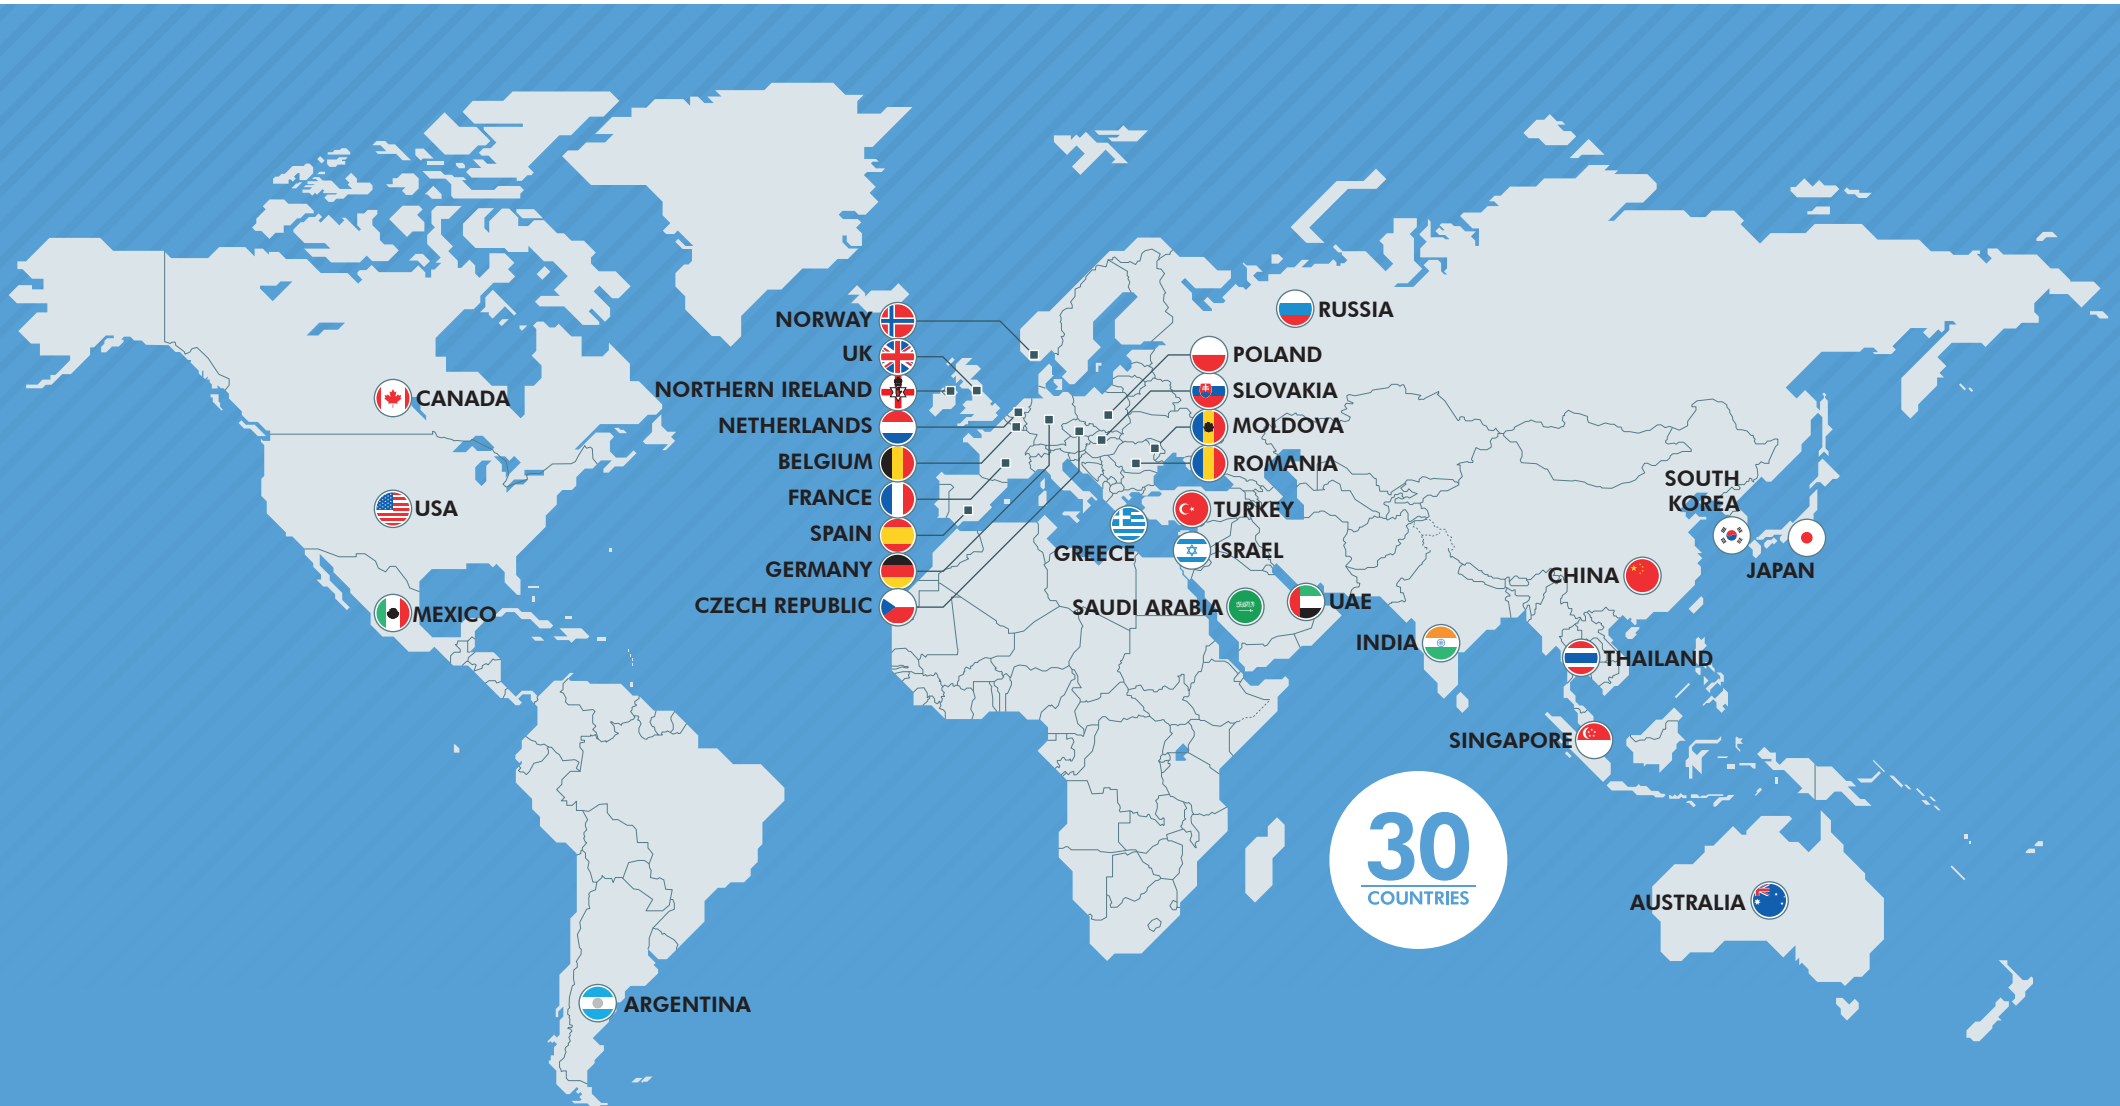 NORWAY
UK
NORTHERN IRELAND
NETHERLANDS
BELGIUM
FRANCE
SPAIN
GERMANY
CZECH REPUBLIC
CANADA
USA
MEXICO
ARGENTINA
RUSSIA
POLAND
SLOVAKIA
MOLDOVA
ROMANIA
TURKEY
GREECE
ISRAEL
SAUDI ARABIA
UAE
INDIA
CHINA
SOUTH
KOREA
JAPAN
THAILAND
SINGAPORE
AUSTRALIA
30
COUNTRIES